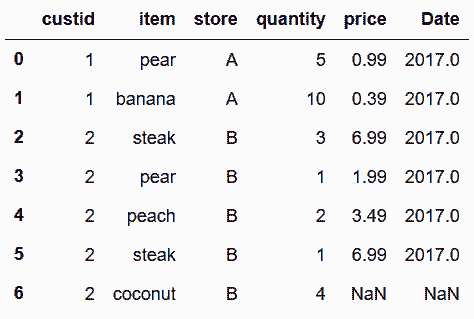 custid item store quantity price Date
0 1 pear A 5 0.99 2017.0
1 1 banana A 10 0.39 2017.0
2 2 steak B 3 6.99 2017.0
3 2 pear B 1 1.99 2017.0
4 2 peach B 2 3.49 2017.0
5 2 steak B 1 6.99 2017.0
6 2 coconut B 4 NaN NaN